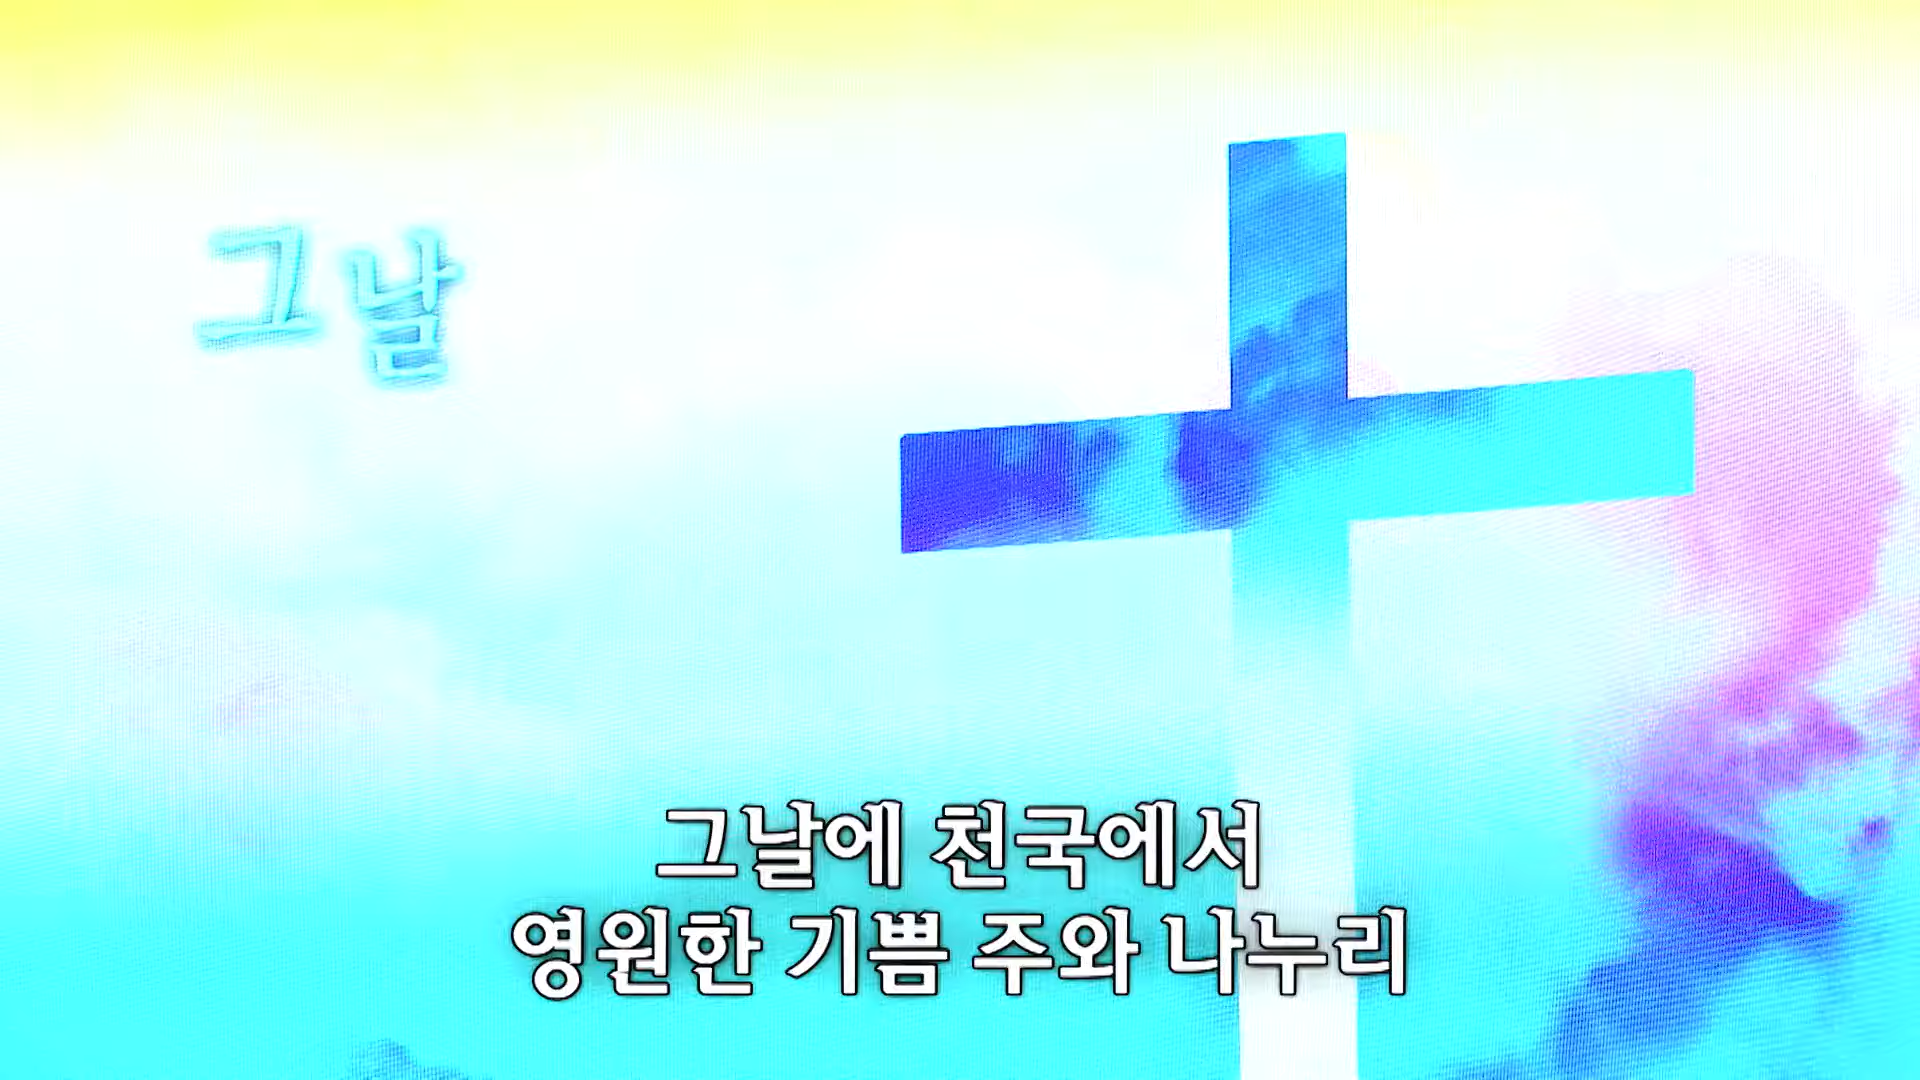 그날
그날에 천국에서
영원한 기쁨 주와 나누리